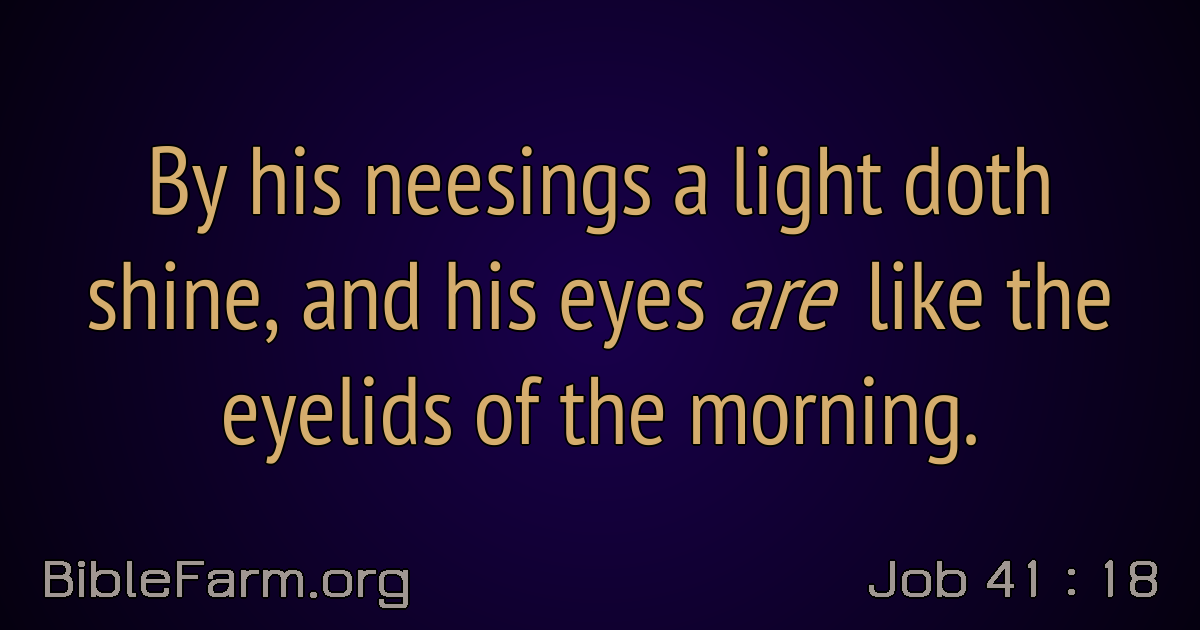 By his neesings a light doth
shine, and his eyes are like the
eyelids of the morning.
BibleFarm.org
Job 41 : 18